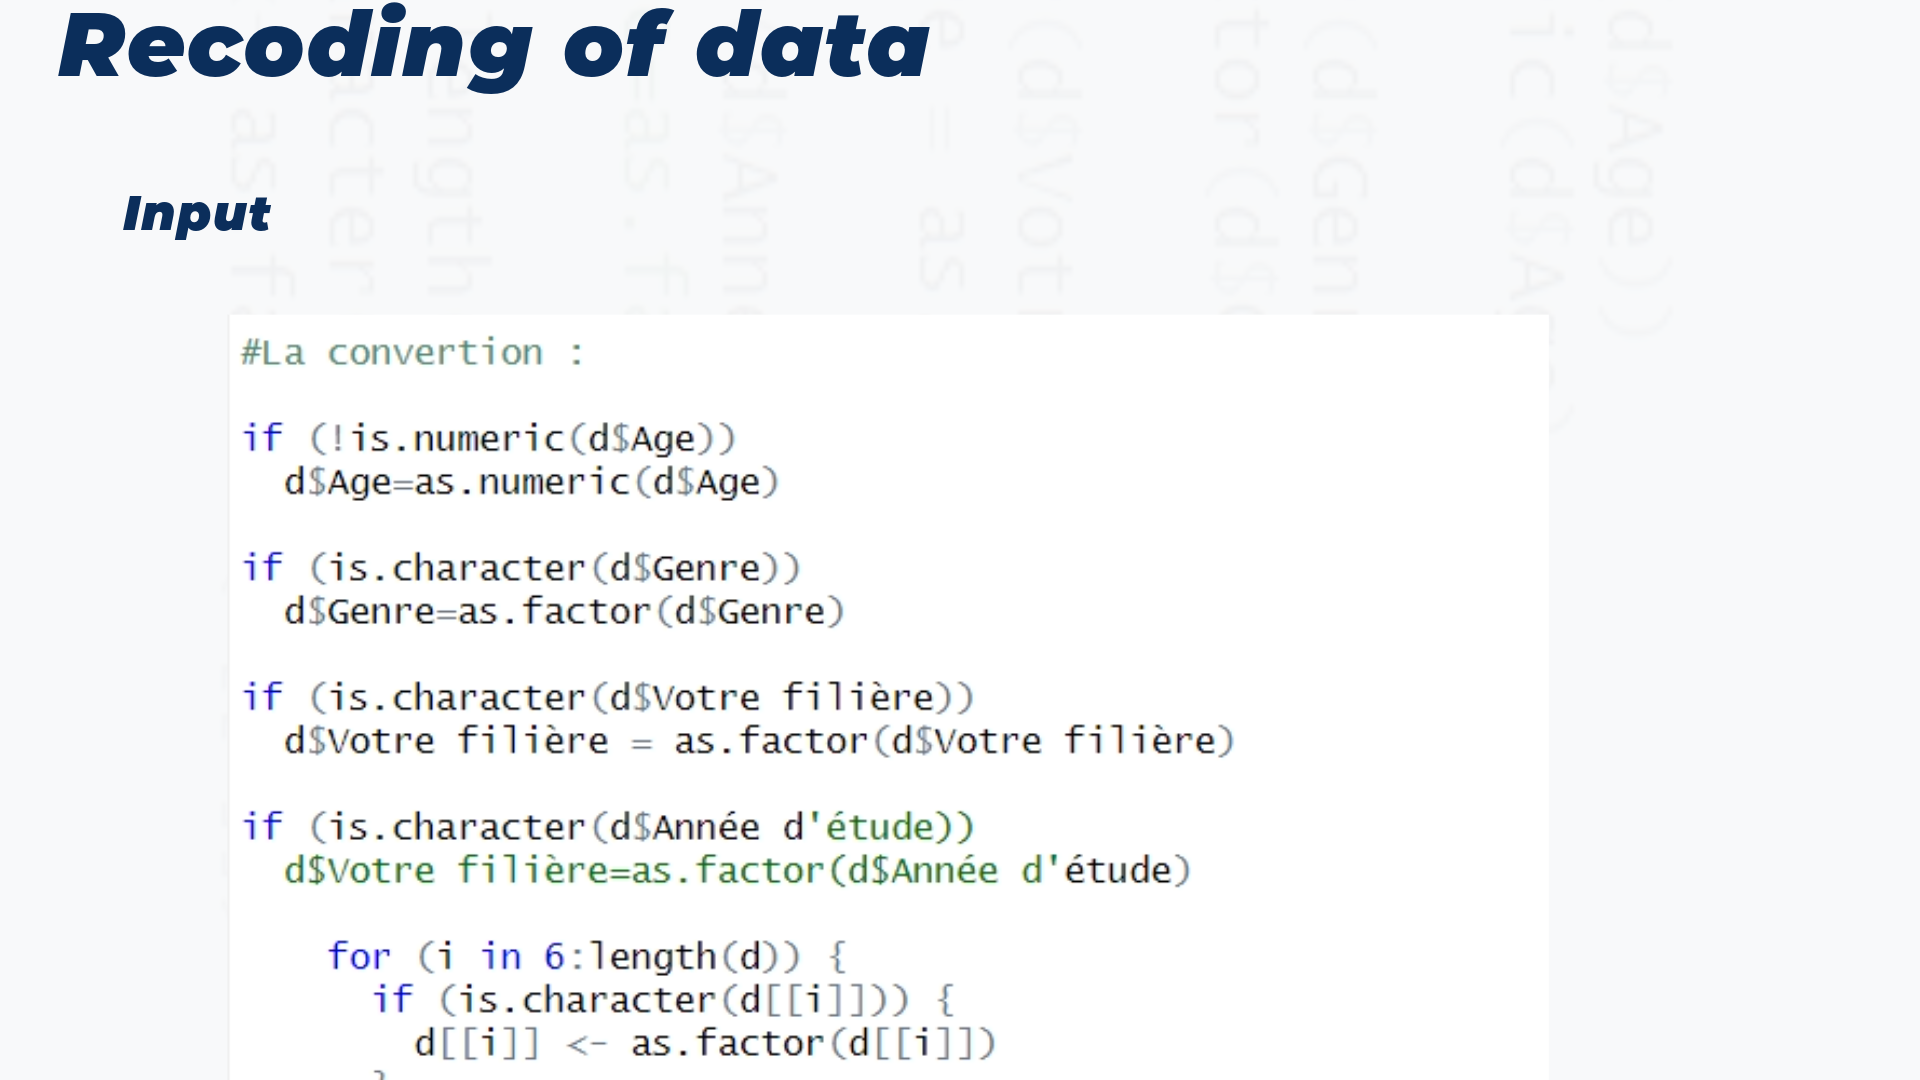 Recoding of data
Input
#La convertion :
if (!is.numeric(d$Age))
  d$Age=as.numeric(d$Age)
if (is.character(d$Genre))
  d$Genre=as.factor(d$Genre)
if (is.character(d$Votre filière))
  d$Votre filière = as.factor(d$Votre filière)
if (is.character(d$Année d'étude))
  d$Votre filière=as.factor(d$Année d'étude)
    for (i in 6:length(d)) {
      if (is.character(d[[i]])) {
        d[[i]] <- as.factor(d[[i]])
      }